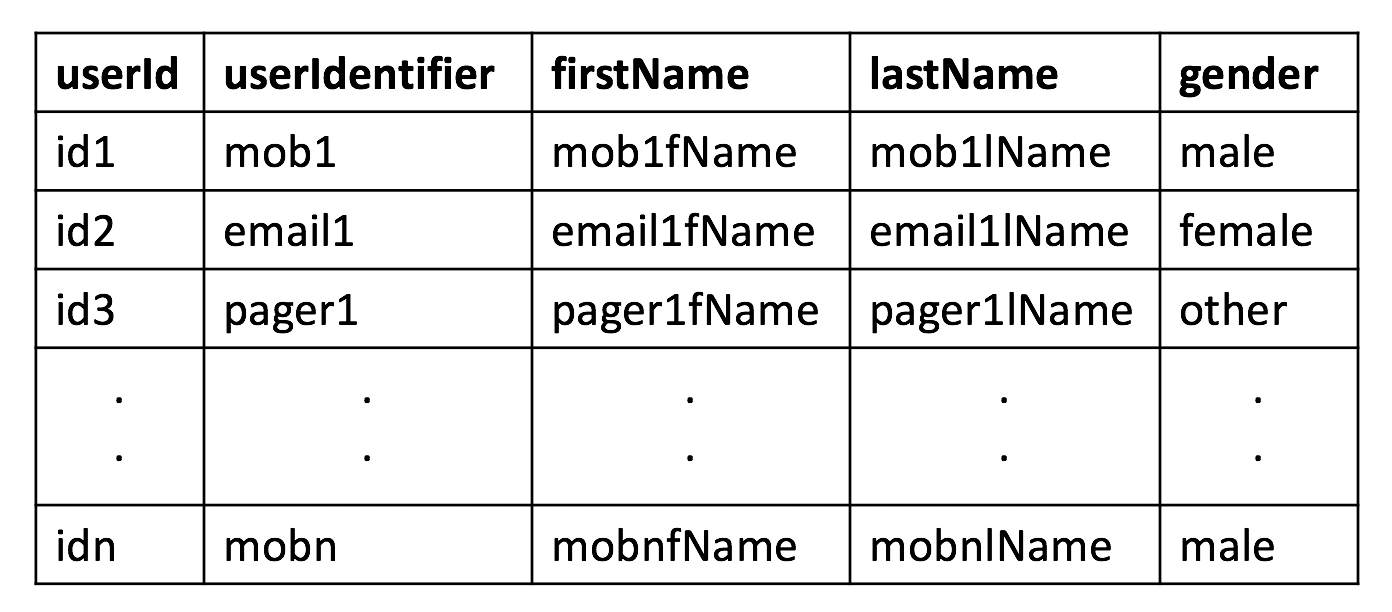 userId userIdentifier firstName lastName gender
id1 mob1 mob1fName mob1lName male
id2 email1 email1fName email1lName female
id3 pager1 pager1fName pager1lName other
. . . . .
. . . . .
idn mobn mobnfName mobnlName male